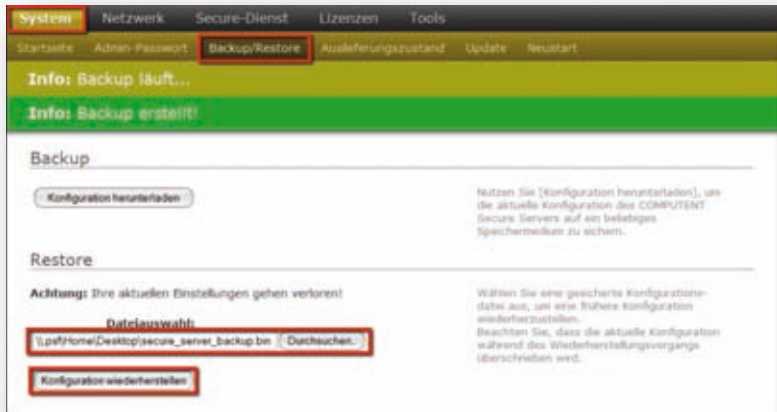 System Netzwerk Secure-Dienst Lizenzen Tools
Startseite Admin-Passwort Backup/Restore Auslieferungszustand Update Neustart
Info: Backup läuft...
Info: Backup erstellt!
Backup
Konfiguration herunterladen
Nutzen Sie [Konfiguration herunterladen], um
die aktuelle Konfiguration des COMPUTENT
Secure Servers auf ein beliebiges
Speichermedium zu sichern.
Restore
Achtung: Ihre aktuellen Einstellungen gehen verloren!
Dateiauswahl:
\\.psf\Home\Desktop\secure_server_backup.bin Durchsuchen.
Konfiguration wiederherstellen
Wählen Sie eine gesicherte Konfigurations-
datei aus, um eine frühere Konfiguration
wiederherzustellen.
Beachten Sie, dass die aktuelle Konfiguration
während des Wiederherstellungsvorgangs
überschrieben wird.